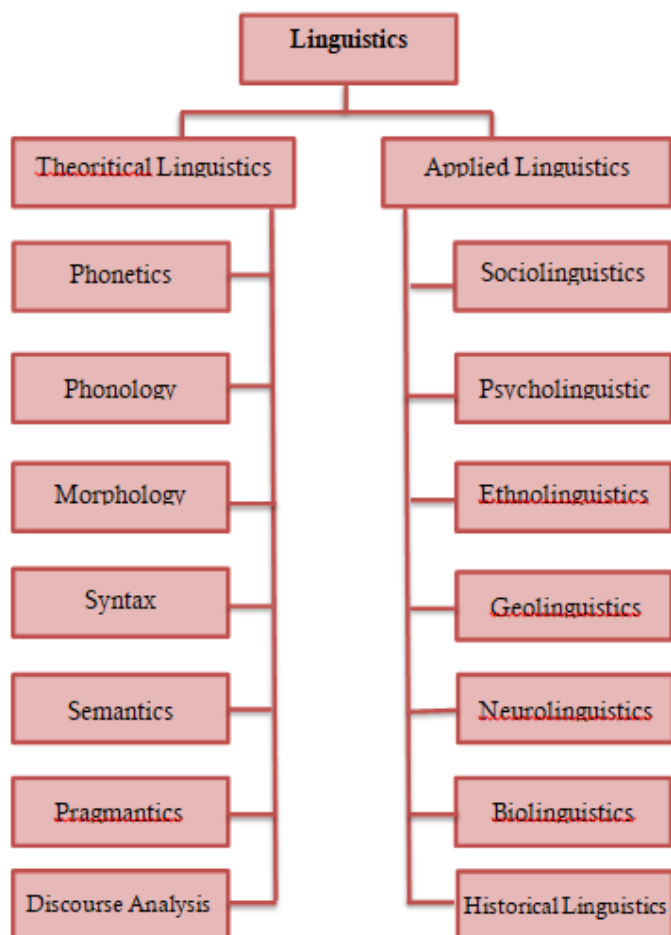 Linguistics
Theoritical Linguistics
Applied Linguistics
Phonetics
Sociolinguistics
Phonology
Psycholinguistic
Morphology
Ethnolinguistics
Syntax
Geolinguistics
Semantics
Neurolinguistics
Pragmantics
Biolinguistics
Discourse Analysis
Historical Linguistics